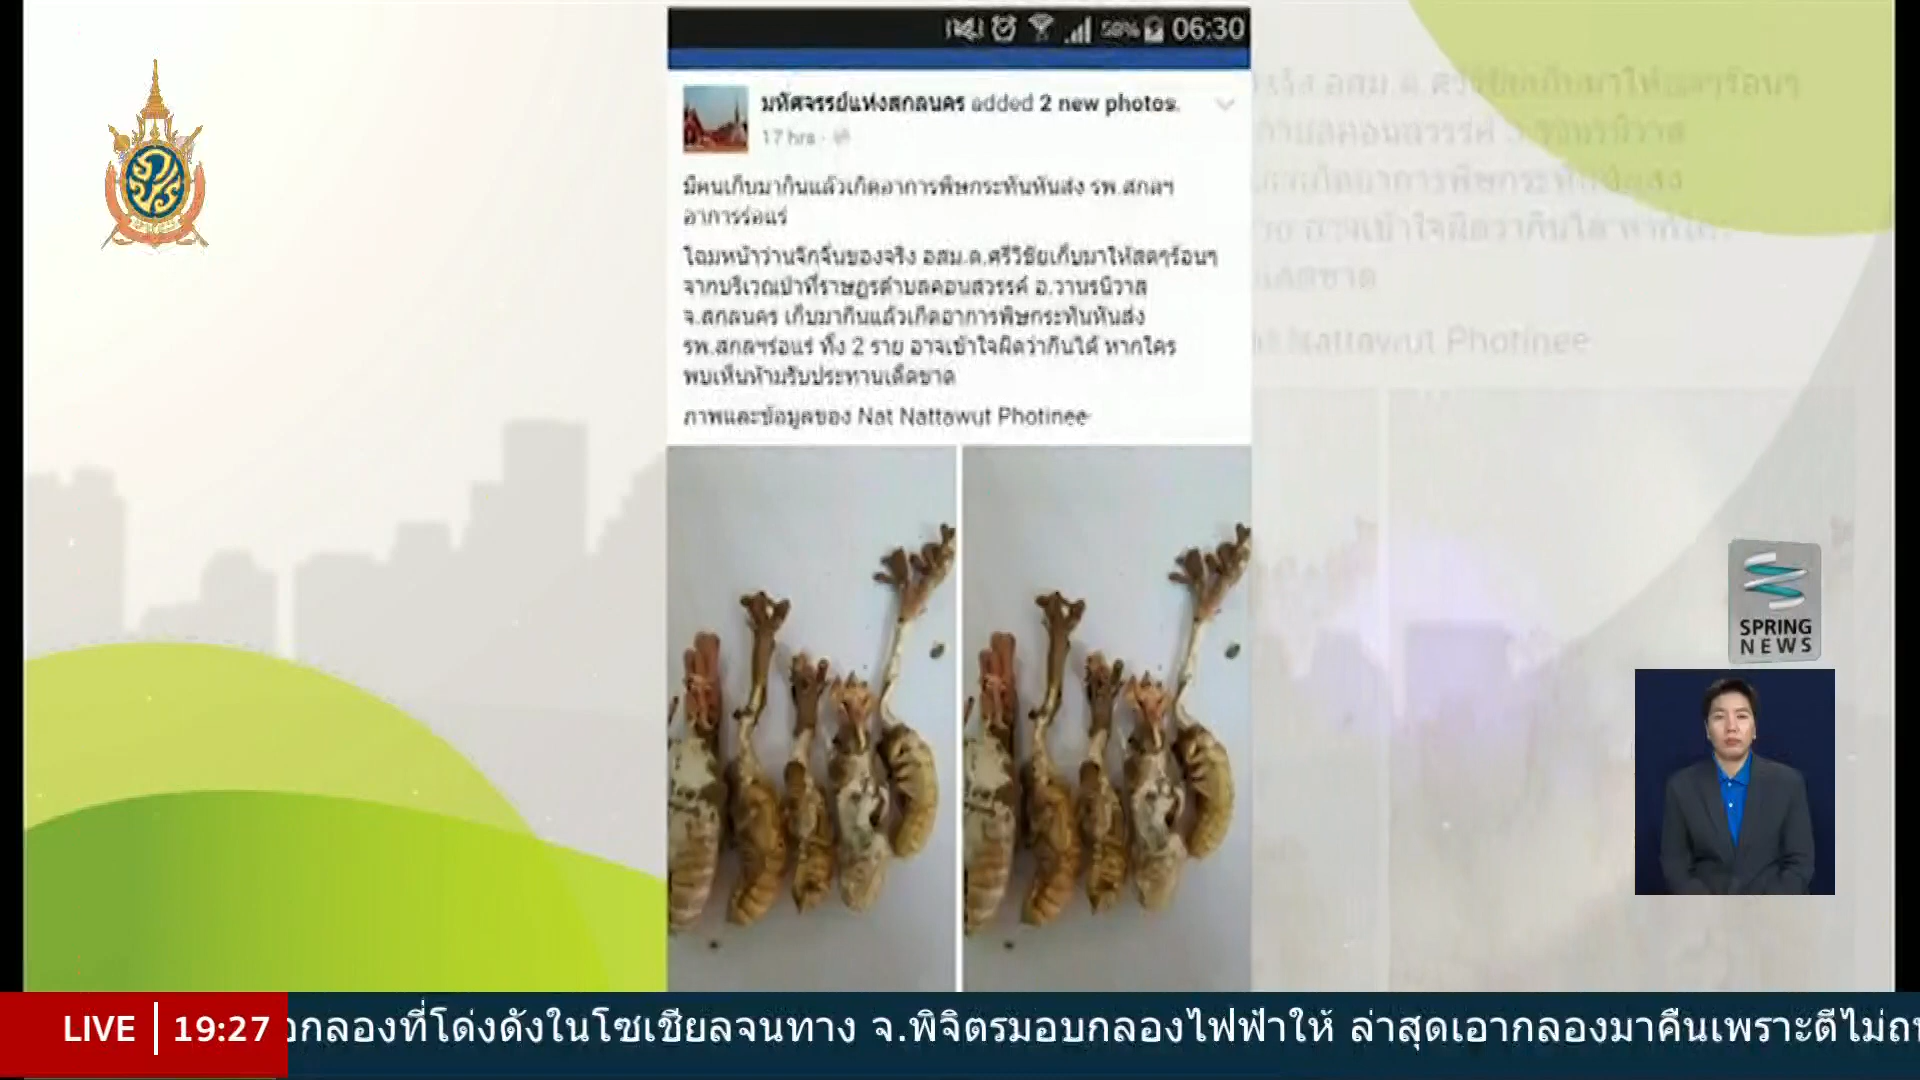 58% 06:30
มหัศจรรย์แห่งสกลนคร added 2 new photos.
17 hrs
มีคนเก็บมากินแล้วเกิดอาการพิษกระทันหันส่ง รพ.สกลฯ
อาการร่อแร่
โฉมหน้าว่านจักจั่นของจริง อสม.ต.ศรีวิชัยเก็บมาให้สดๆร้อนๆ
จากบริเวณป่าที่ราษฎรตำบลคอนสวรรค์ อ.วานรนิวาส
จ.สกลนคร เก็บมากินแล้วเกิดอาการพิษกระทันหันส่ง
รพ.สกลฯร่อแร่ ทั้ง 2 ราย อาจเข้าใจผิดว่ากินได้ หากใคร
พบเห็นห้ามรับประทานเด็ดขาด
ภาพและข้อมูลของ Nat Nattawut Photinee
SPRING
NEWS
LIVE 19:27 อกลองที่โด่งดังในโซเชียลจนทาง จ.พิจิตรมอบกลองไฟฟ้าให้ ล่าสุดเอากลองมาคืนเพราะตีไม่ถน